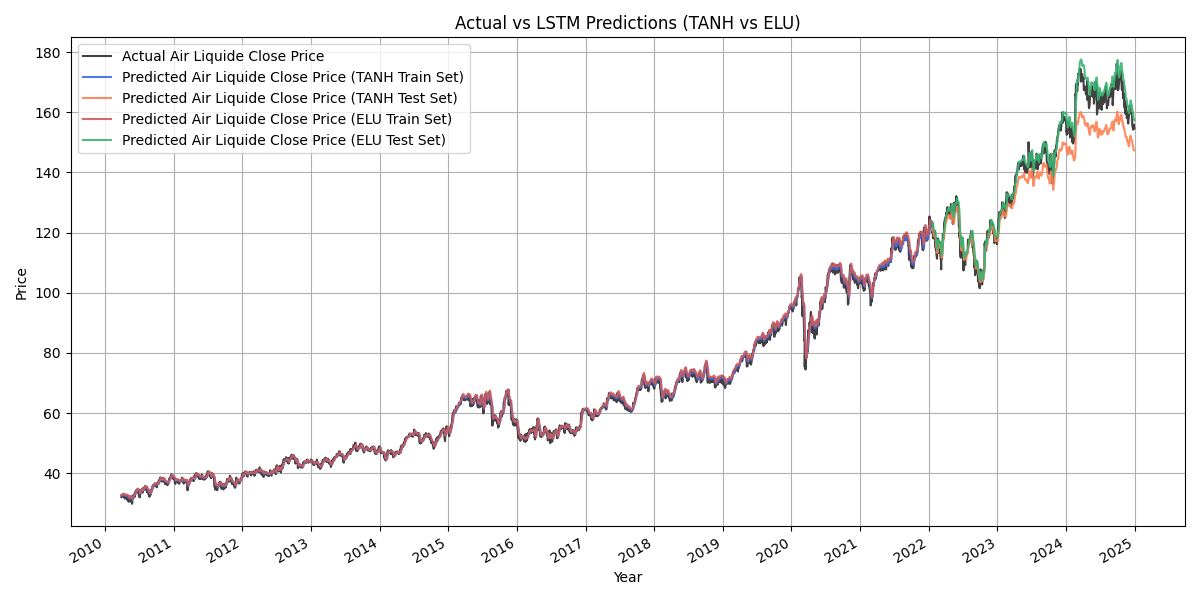 Actual vs LSTM Predictions (TANH vs ELU)
Actual Air Liquide Close Price
Predicted Air Liquide Close Price (TANH Train Set)
Predicted Air Liquide Close Price (TANH Test Set)
Predicted Air Liquide Close Price (ELU Train Set)
Predicted Air Liquide Close Price (ELU Test Set)
180
160
140
120
100
80
60
40
Price
2010 2011 2012 2013 2014 2015 2016 2017 2018 2019 2020 2021 2022 2023 2024 2025
Year